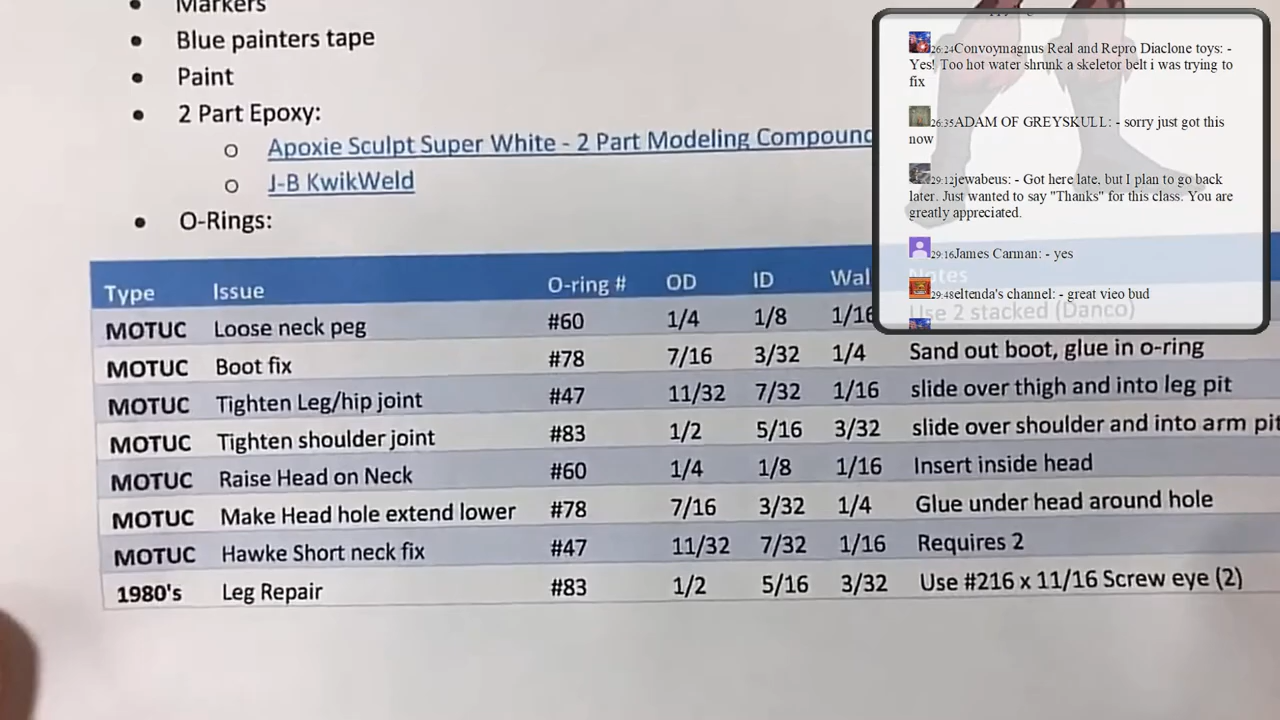 Markers
Blue painters tape
Paint
2 Part Epoxy:
Apoxie Sculpt Super White - 2 Part Modeling Compound
J-B KwikWeld
O-Rings:
Type Issue O-ring # OD ID Wal Notes
MOTUC Loose neck peg #60 1/4 1/8 1/16 Use 2 stacked (Danco)
MOTUC Boot fix #78 7/16 3/32 1/4 Sand out boot, glue in o-ring
MOTUC Tighten Leg/hip joint #47 11/32 7/32 1/16 slide over thigh and into leg pit
MOTUC Tighten shoulder joint #83 1/2 5/16 3/32 slide over shoulder and into arm pit
MOTUC Raise Head on Neck #60 1/4 1/8 1/16 Insert inside head
MOTUC Make Head hole extend lower #78 7/16 3/32 1/4 Glue under head around hole
MOTUC Hawke Short neck fix #47 11/32 7/32 1/16 Requires 2
1980's Leg Repair #83 1/2 5/16 3/32 Use #216 x 11/16 Screw eye (2)
26:24Convoymagnus Real and Repro Diaclone toys: -
Yes! Too hot water shrunk a skeletor belt i was trying to
fix
26:35ADAM OF GREYSKULL: - sorry just got this
now
29:12jewabeus: - Got here late, but I plan to go back
later. Just wanted to say "Thanks" for this class. You are
greatly appreciated.
29:16James Carman: - yes
29:48eltenda's channel: - great vieo bud